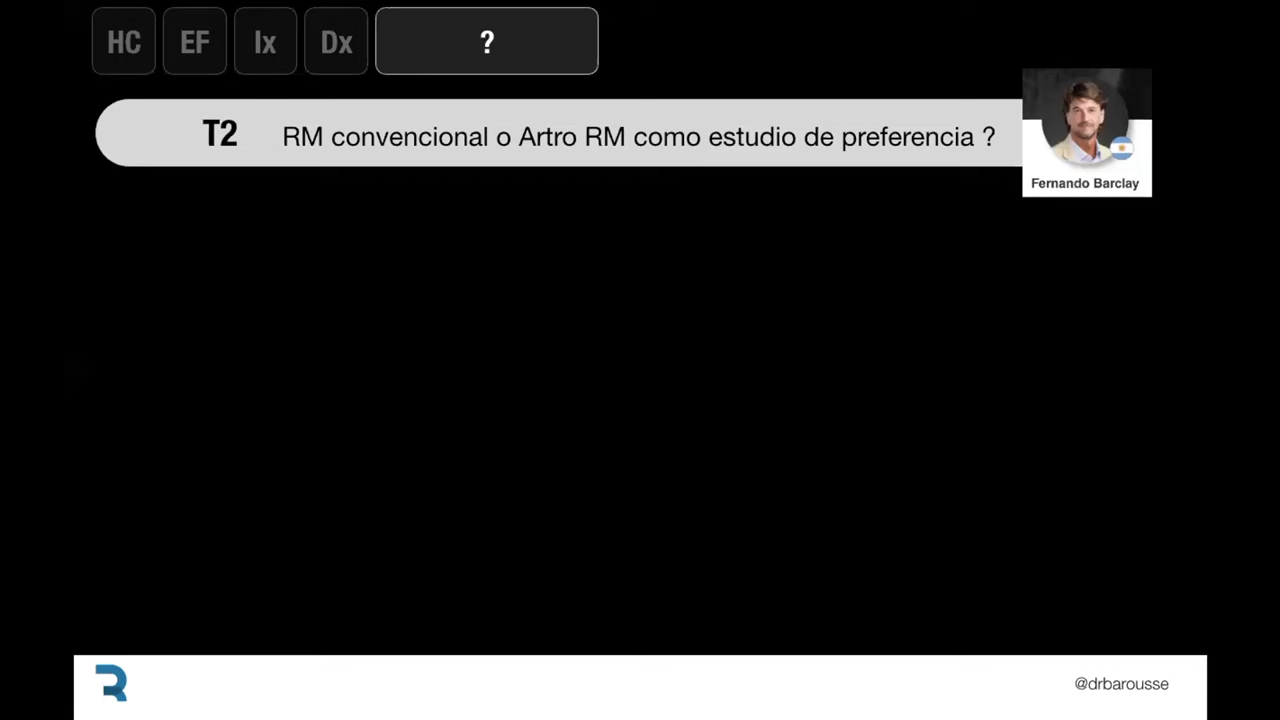 HC EF Ix Dx ?
T2 RM convencional o Artro RM como estudio de preferencia ?
Fernando Barclay
@drbarousse